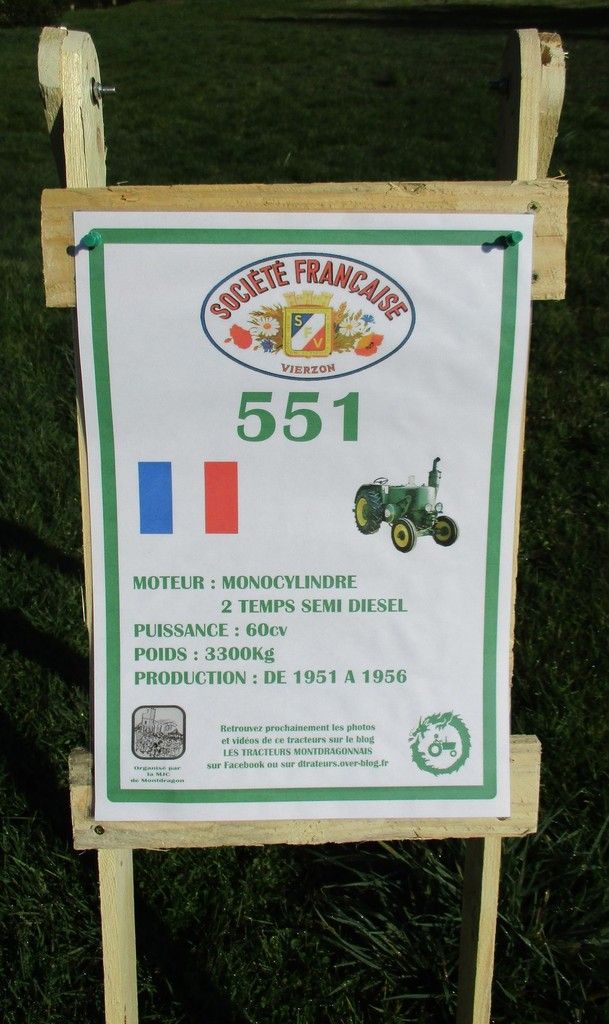 SOCIÉTÉ FRANÇAISE
S F V
VIERZON
551
MOTEUR : MONOCYLINDRE
2 TEMPS SEMI DIESEL
PUISSANCE : 60cv
POIDS : 3300Kg
PRODUCTION : DE 1951 A 1956
Retrouvez prochainement les photos
et vidéos de ce tracteurs sur le blog
LES TRACTEURS MONTDRAGONNAIS
sur Facebook ou sur dtrateurs.over-blog.fr
Organisé par
la MJC
de Montdragon